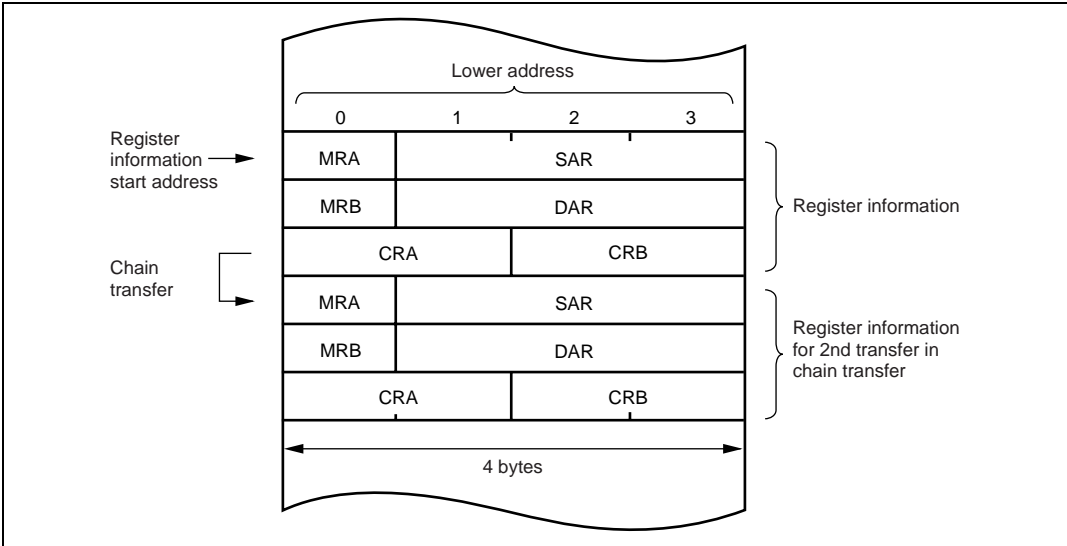 Lower address
0 1 2 3
Register
information
start address
MRA SAR
MRB DAR
Register information
CRA CRB
Chain
transfer
MRA SAR
MRB DAR
Register information
for 2nd transfer in
chain transfer
CRA CRB
4 bytes